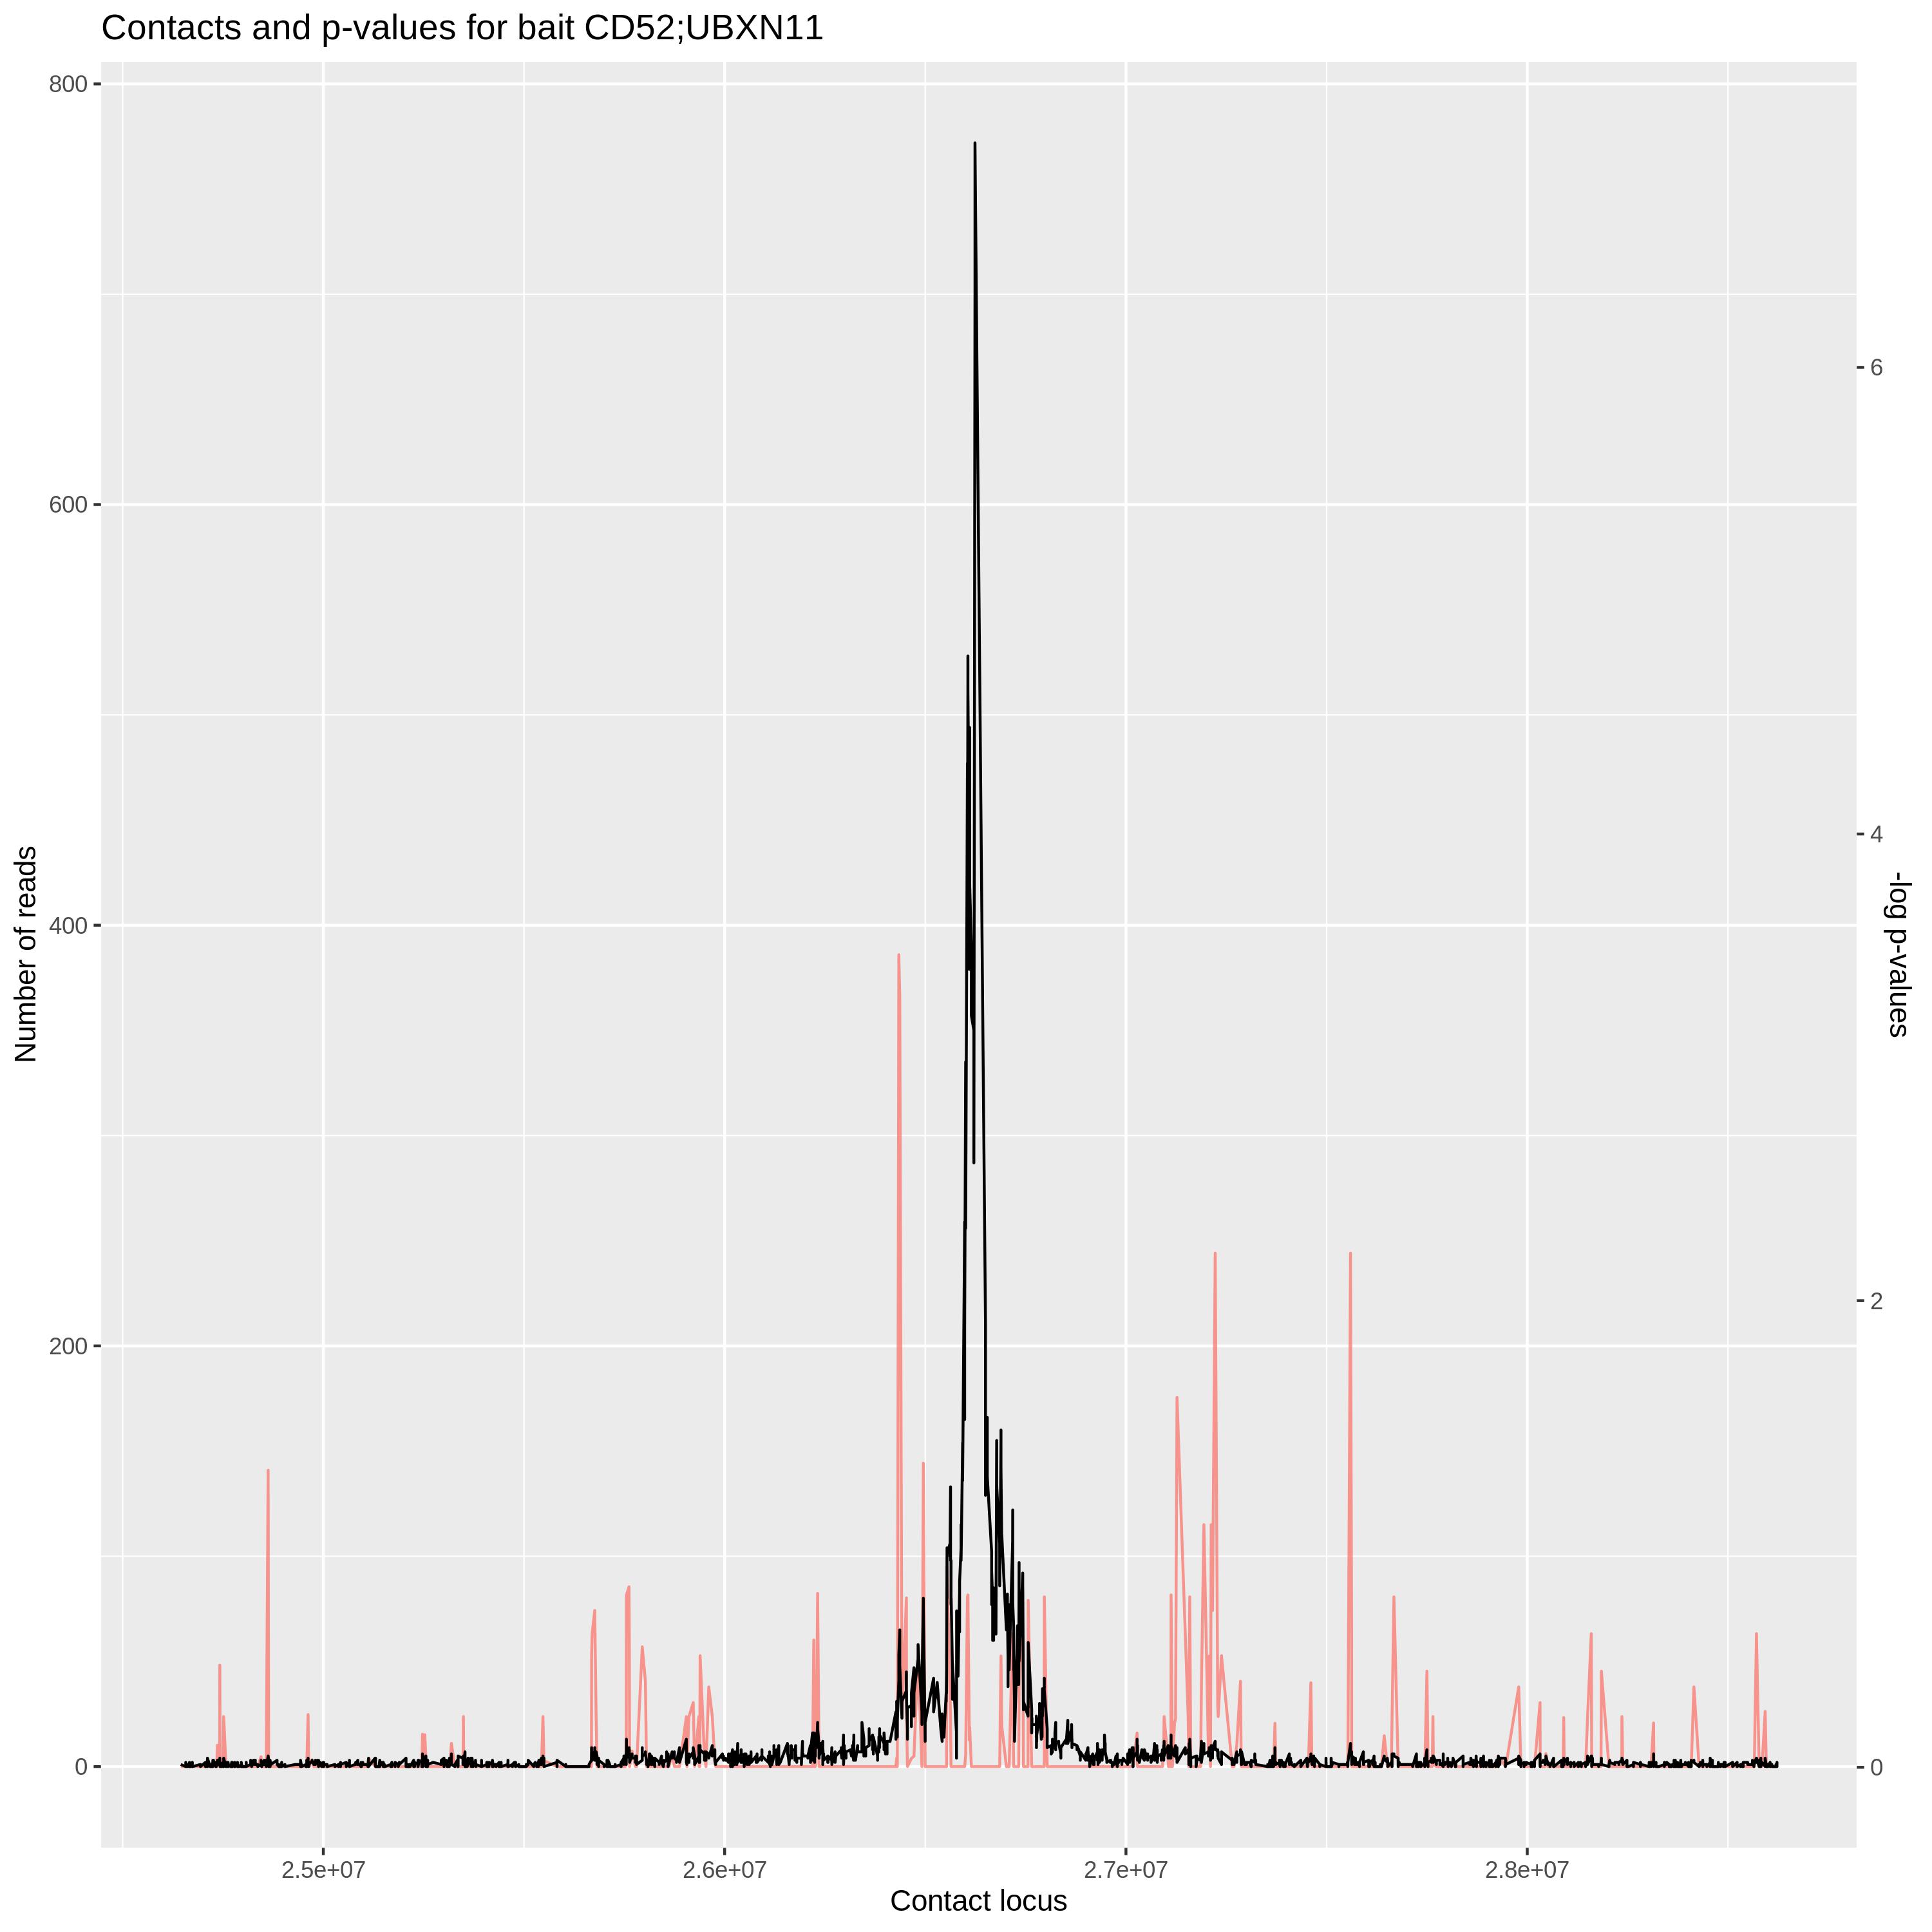 Contacts and p-values for bait CD52;UBXN11
800
600
400
200
0
Number of reads
6
4
2
0
-log p-values
2.5e+07
2.6e+07
2.7e+07
2.8e+07
Contact locus